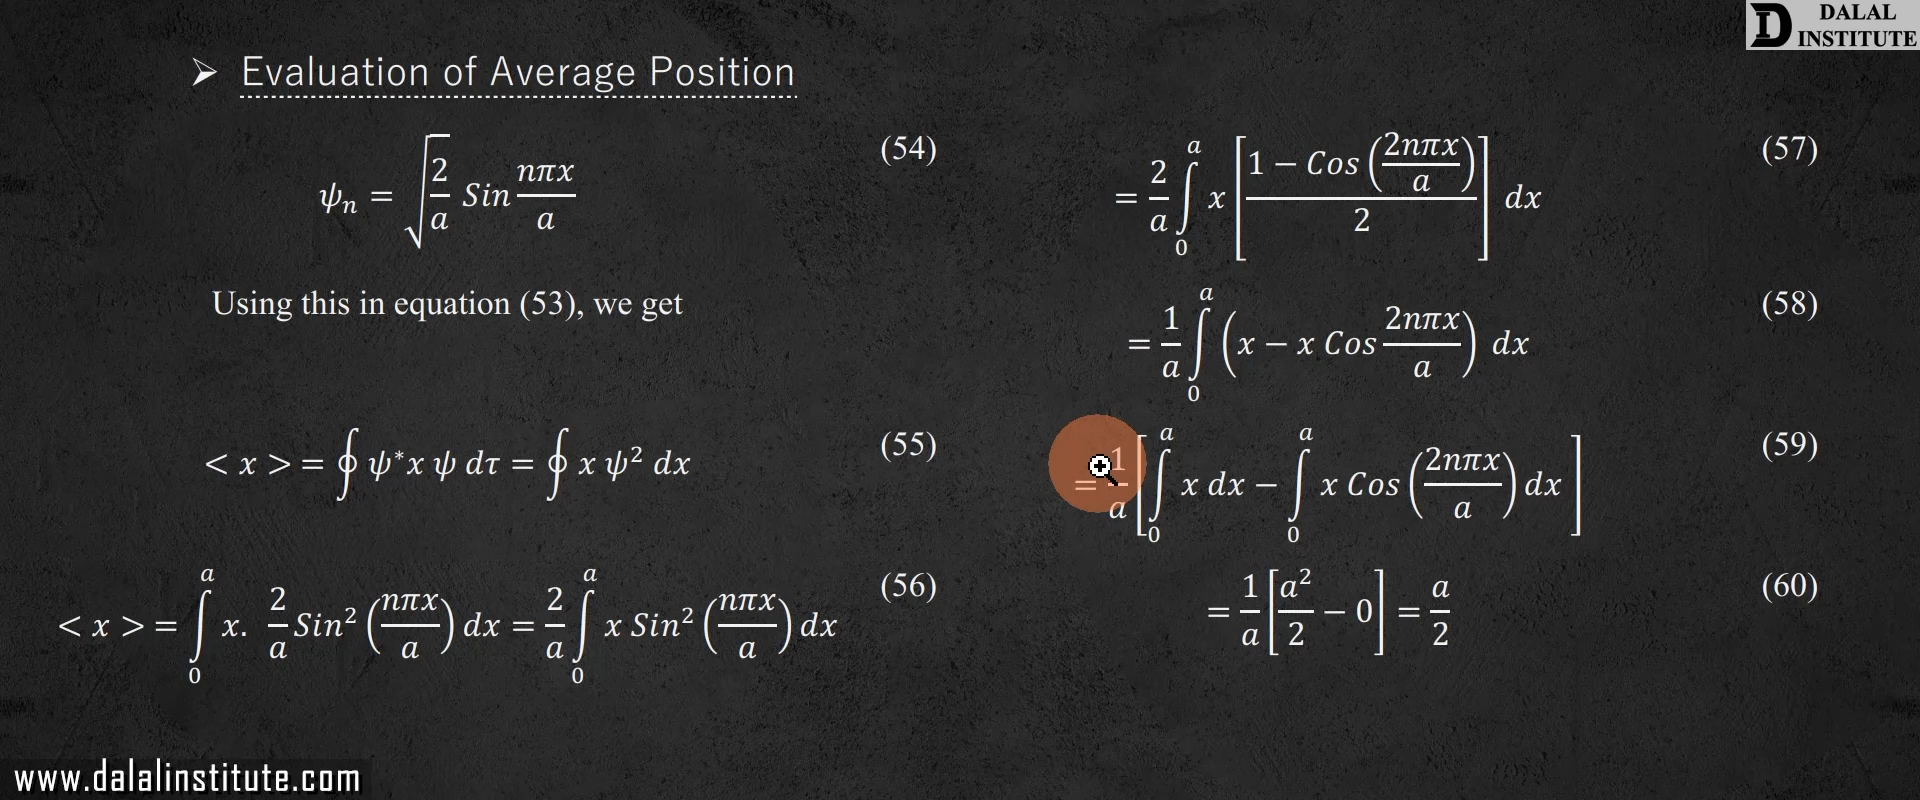 DALAL
INSTITUTE
➤ Evaluation of Average Position
ψₙ = √(2/a) Sin nπx/a (54)
Using this in equation (53), we get
< x > = ∮ ψ*x ψ dτ = ∮ x ψ² dx (55)
< x > = ∫₀ᵃ x. 2/a Sin² (nπx/a) dx = 2/a ∫₀ᵃ x Sin² (nπx/a) dx (56)
= 2/a ∫₀ᵃ x [(1 − Cos (2nπx/a))/2] dx (57)
= 1/a ∫₀ᵃ (x − x Cos 2nπx/a) dx (58)
= 1/a [∫₀ᵃ x dx − ∫₀ᵃ x Cos (2nπx/a) dx] (59)
= 1/a [a²/2 − 0] = a/2 (60)
www.dalalinstitute.com